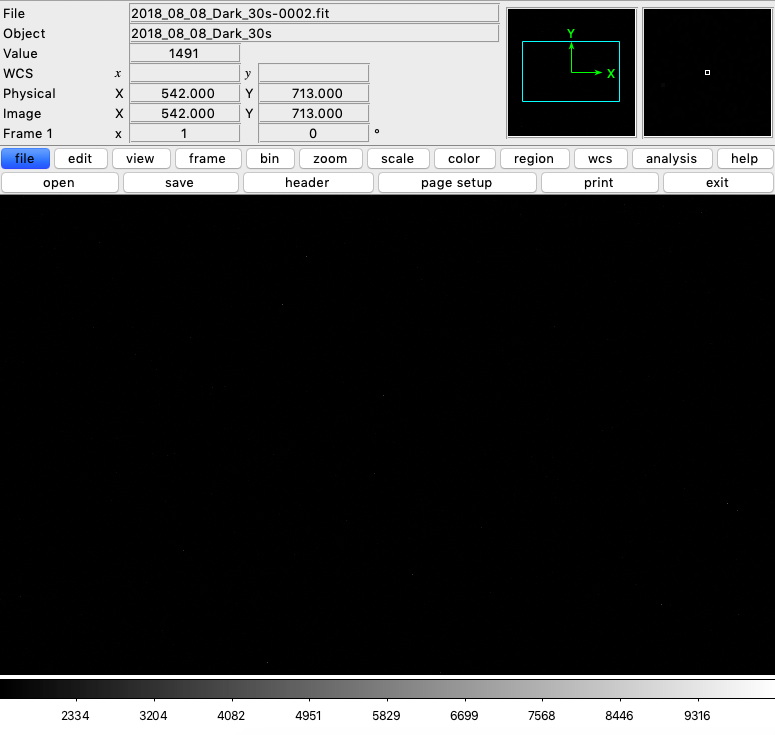 File 2018_08_08_Dark_30s-0002.fit
Object 2018_08_08_Dark_30s
Value 1491
WCS x y
Physical X 542.000 Y 713.000
Image X 542.000 Y 713.000
Frame 1 x 1 0 °
Y
X
file edit view frame bin zoom scale color region wcs analysis help
open save header page setup print exit
2334 3204 4082 4951 5829 6699 7568 8446 9316